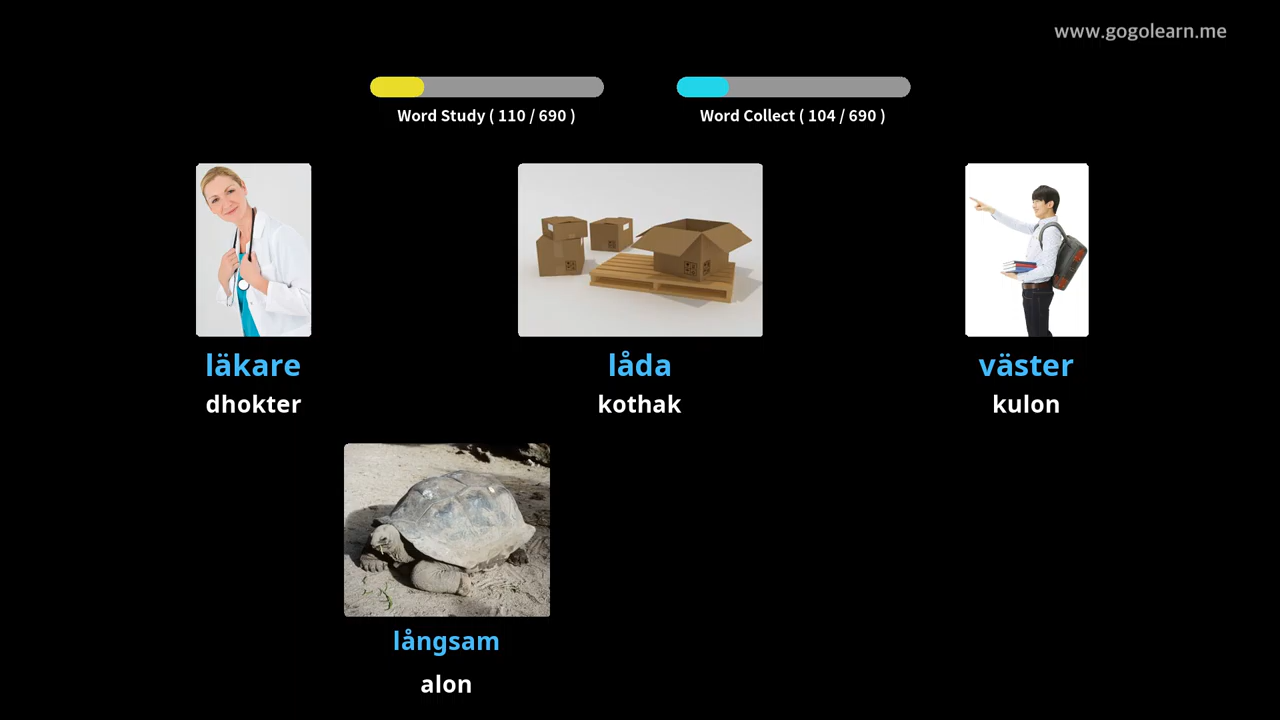 www.gogolearn.me
Word Study ( 110 / 690 )
Word Collect ( 104 / 690 )
läkare
dhokter
låda
kothak
väster
kulon
långsam
alon